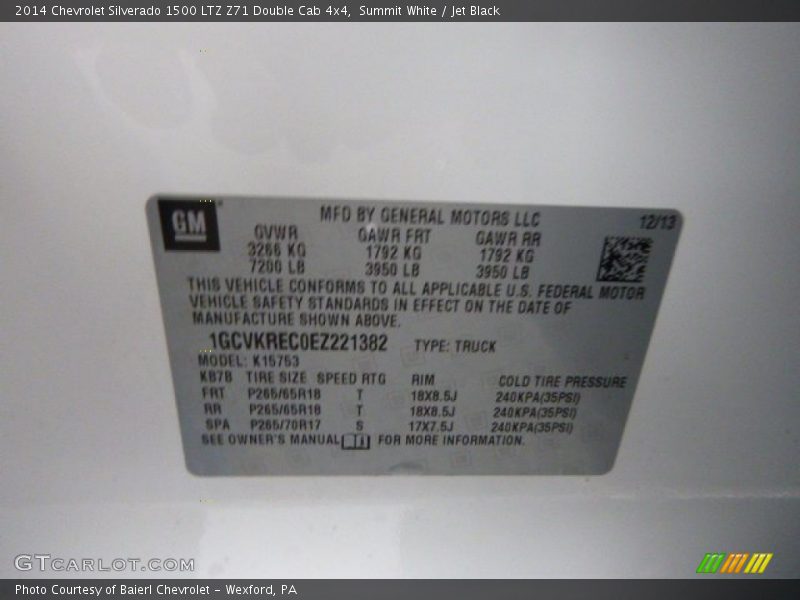 2014 Chevrolet Silverado 1500 LTZ Z71 Double Cab 4x4, Summit White / Jet Black
GM
MFD BY GENERAL MOTORS LLC 12/13
GVWR GAWR FRT GAWR RR
3266 KG 1792 KG 1792 KG
7200 LB 3950 LB 3950 LB
THIS VEHICLE CONFORMS TO ALL APPLICABLE U.S. FEDERAL MOTOR
VEHICLE SAFETY STANDARDS IN EFFECT ON THE DATE OF
MANUFACTURE SHOWN ABOVE.
1GCVKREC0EZ221382 TYPE: TRUCK
MODEL: K15753
KB7B TIRE SIZE SPEED RTG RIM COLD TIRE PRESSURE
FRT P265/65R18 T 18X8.5J 240KPA(35PSI)
RR P265/65R18 T 18X8.5J 240KPA(35PSI)
SPA P265/70R17 S 17X7.5J 240KPA(35PSI)
SEE OWNER'S MANUAL FOR MORE INFORMATION.
GTCARLOT.COM
Photo Courtesy of Baierl Chevrolet - Wexford, PA